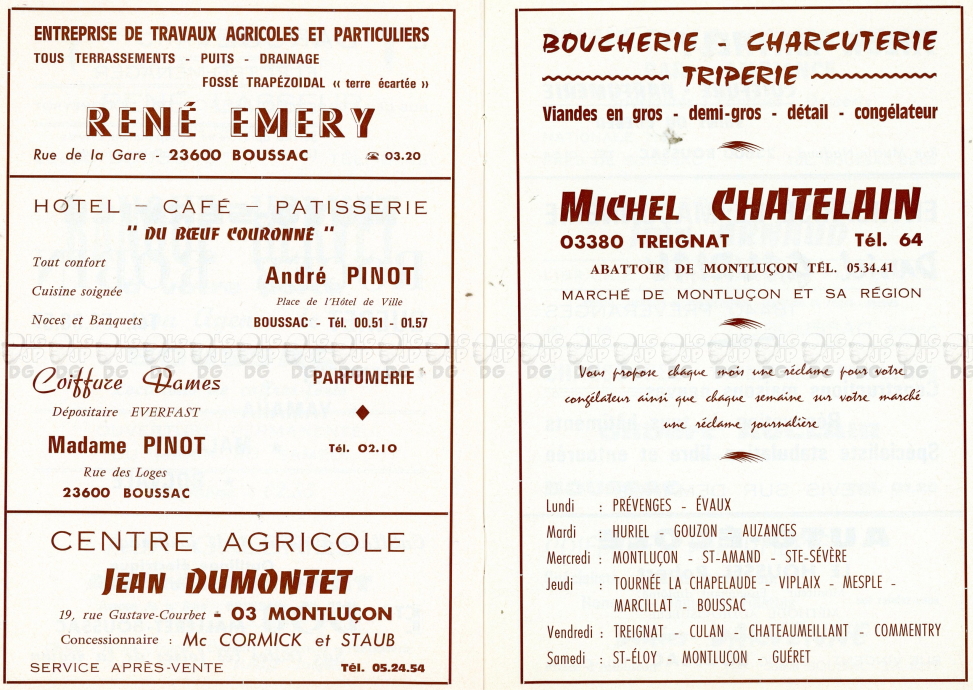 ENTREPRISE DE TRAVAUX AGRICOLES ET PARTICULIERS
TOUS TERRASSEMENTS - PUITS - DRAINAGE
FOSSÉ TRAPÉZOIDAL « terre écartée »
RENÉ EMERY
Rue de la Gare - 23600 BOUSSAC ☎ 03.20
HOTEL - CAFÉ - PATISSERIE
" DU BŒUF COURONNÉ "
Tout confort
Cuisine soignée
Noces et Banquets
André PINOT
Place de l'Hôtel de Ville
BOUSSAC - Tél. 00.51 - 01.57
Coiffure Dames
Dépositaire EVERFAST
Madame PINOT
Rue des Loges
23600 BOUSSAC
PARFUMERIE
Tél. 02.10
CENTRE AGRICOLE
JEAN DUMONTET
19, rue Gustave-Courbet - 03 MONTLUÇON
Concessionnaire : Mc CORMICK et STAUB
SERVICE APRÈS-VENTE Tél. 05.24.54
BOUCHERIE - CHARCUTERIE
TRIPERIE
Viandes en gros - demi-gros - détail - congélateur
MICHEL CHATELAIN
03380 TREIGNAT Tél. 64
ABATTOIR DE MONTLUÇON TÉL. 05.34.41
MARCHÉ DE MONTLUÇON ET SA RÉGION
Vous propose chaque mois une réclame pour votre
congélateur ainsi que chaque semaine sur votre marché
une réclame journalière
Lundi : PRÉVENGES - ÉVAUX
Mardi : HURIEL - GOUZON - AUZANCES
Mercredi : MONTLUÇON - ST-AMAND - STE-SÉVÈRE
Jeudi : TOURNÉE LA CHAPELAUDE - VIPLAIX - MESPLE -
MARCILLAT - BOUSSAC
Vendredi : TREIGNAT - CULAN - CHATEAUMEILLANT - COMMENTRY
Samedi : ST-ÉLOY - MONTLUÇON - GUÉRET